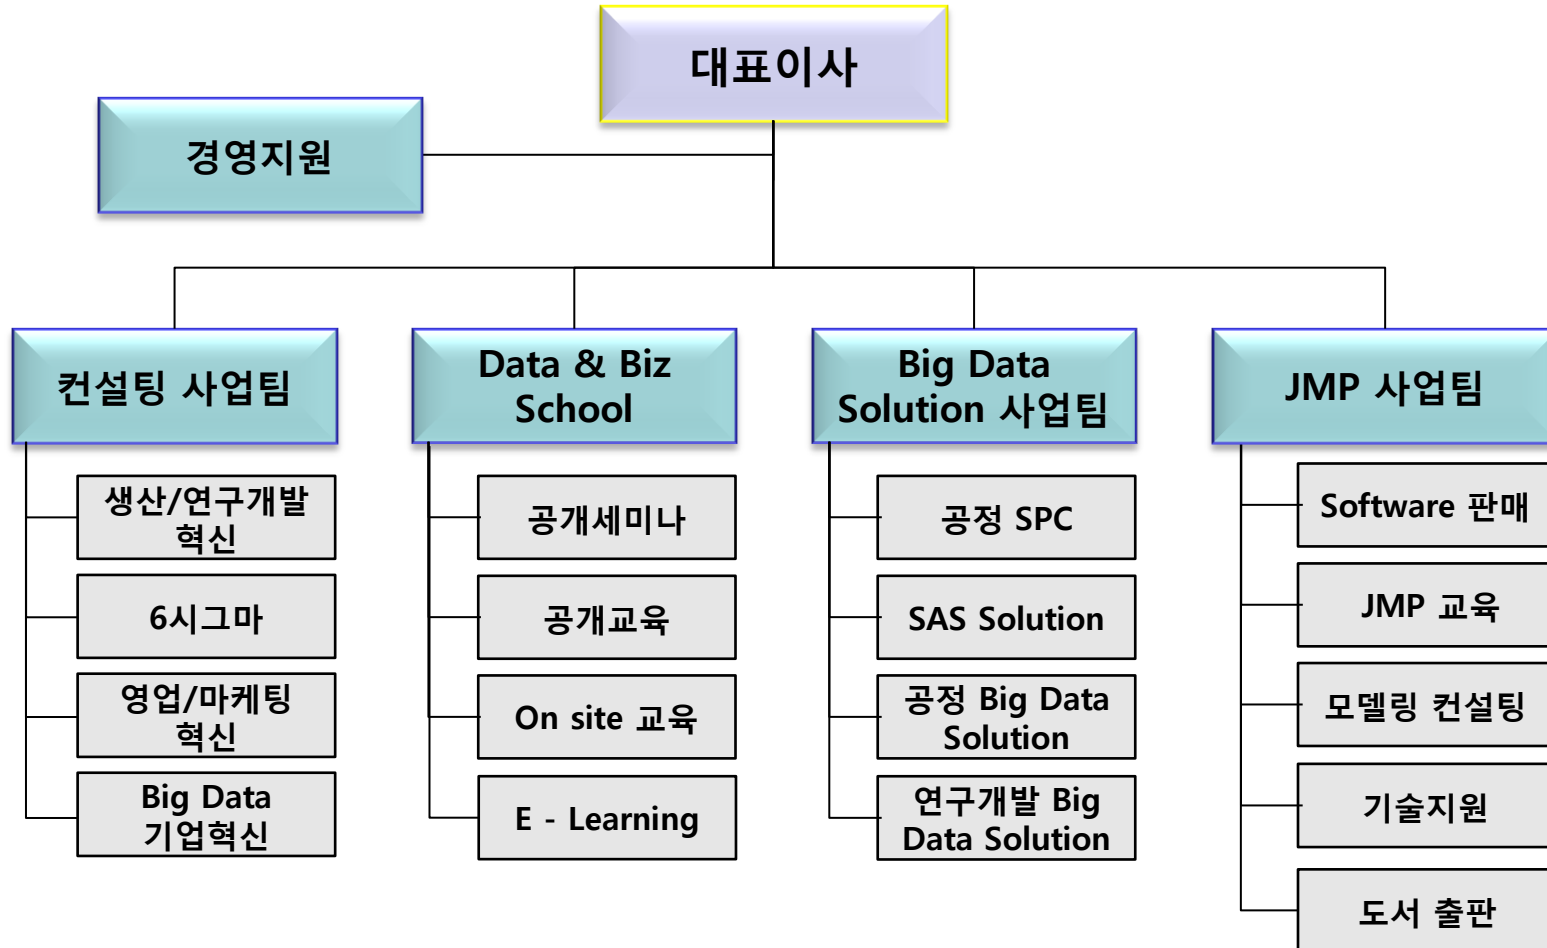 대표이사
경영지원
컨설팅 사업팀
생산/연구개발
혁신
6시그마
영업/마케팅
혁신
Big Data
기업혁신
Data & Biz
School
공개세미나
공개교육
On site 교육
E - Learning
Big Data
Solution 사업팀
공정 SPC
SAS Solution
공정 Big Data
Solution
연구개발 Big
Data Solution
JMP 사업팀
Software 판매
JMP 교육
모델링 컨설팅
기술지원
도서 출판